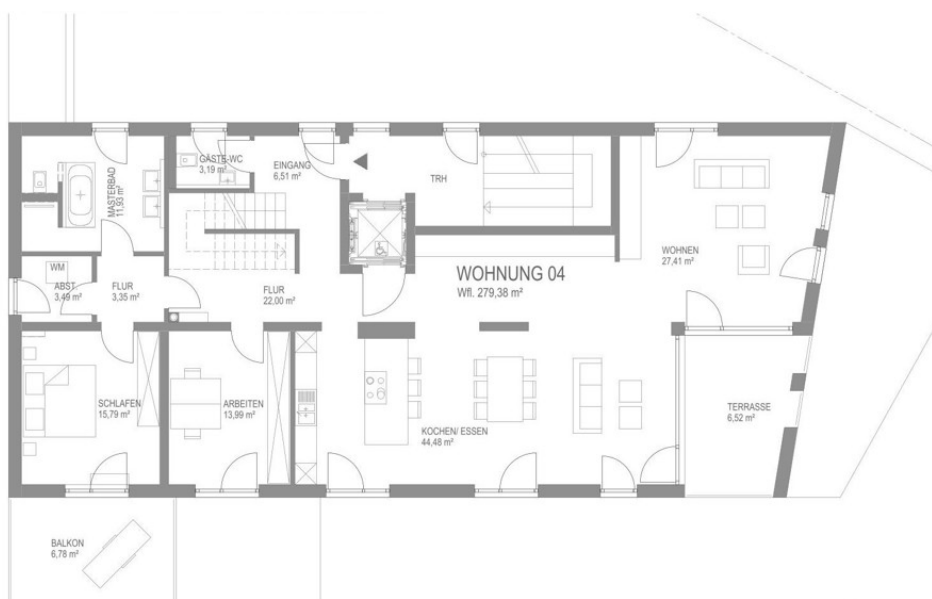 GÄSTE-WC
3,19 m²
EINGANG
6,51 m²
TRH
MASTERBAD
11,93 m²
WOHNEN
27,41 m²
WM
ABST.
3,49 m²
FLUR
3,35 m²
FLUR
22,00 m²
WOHNUNG 04
Wfl. 279,38 m²
SCHLAFEN
15,79 m²
ARBEITEN
13,99 m²
KOCHEN/ ESSEN
44,48 m²
TERRASSE
6,52 m²
BALKON
6,78 m²